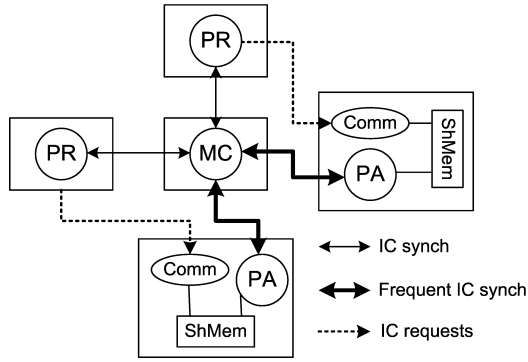 PR
Comm
ShMem
PA
PR
MC
Comm
PA
ShMem
IC synch
Frequent IC synch
IC requests